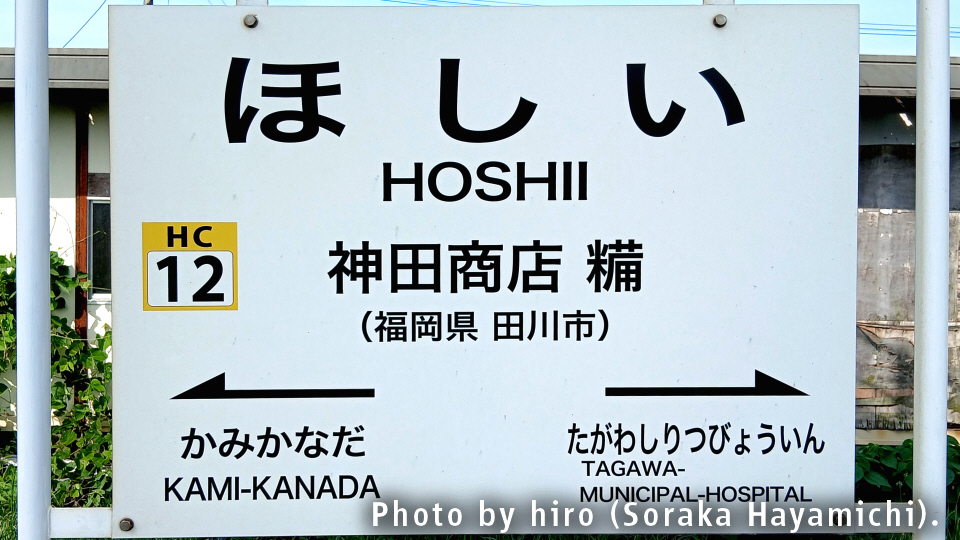 ほしい
HOSHII
HC
12
神田商店 糒
(福岡県 田川市)
かみかなだ
KAMI-KANADA
たがわしりつびょういん
TAGAWA-
MUNICIPAL-HOSPITAL
Photo by hiro (Soraka Hayamichi).